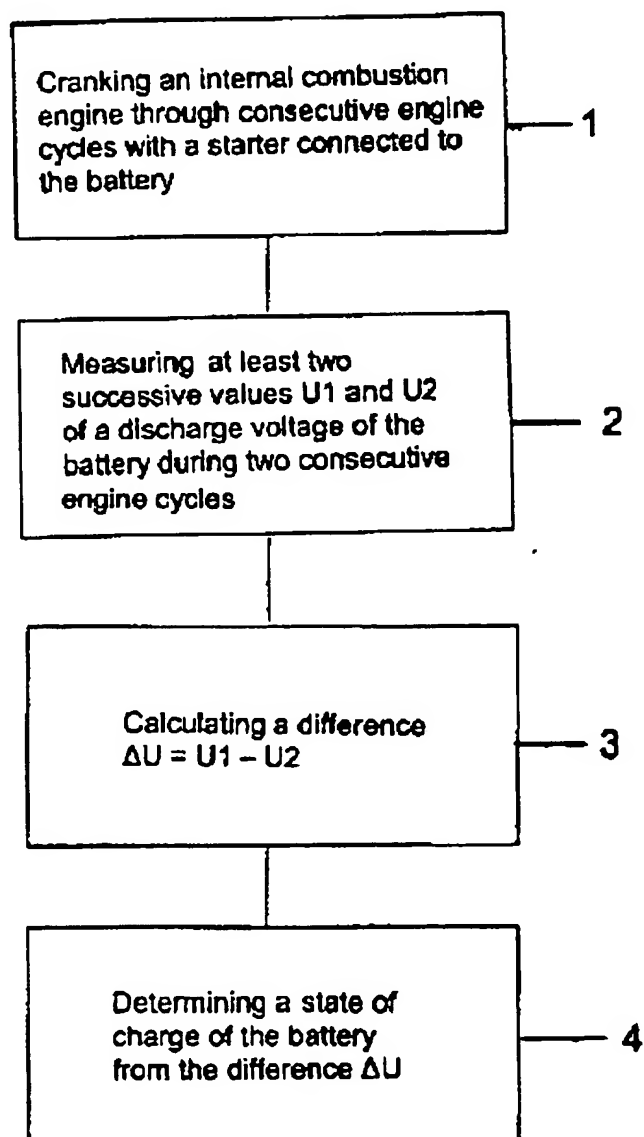 Cranking an internal combustion
engine through consecutive engine
cycles with a starter connected to
the battery
1
Measuring at least two
successive values U1 and U2
of a discharge voltage of the
battery during two consecutive
engine cycles
2
Calculating a difference
ΔU = U1 – U2
3
Determining a state of
charge of the battery
from the difference ΔU
4